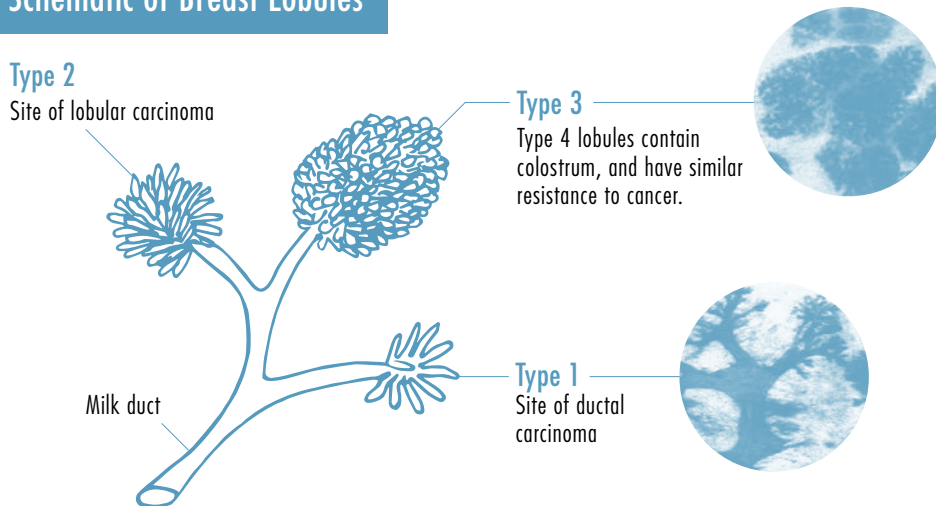 Schematic of Breast Lobules
Type 2
Site of lobular carcinoma
Type 3
Type 4 lobules contain
colostrum, and have similar
resistance to cancer.
Type 1
Site of ductal
carcinoma
Milk duct